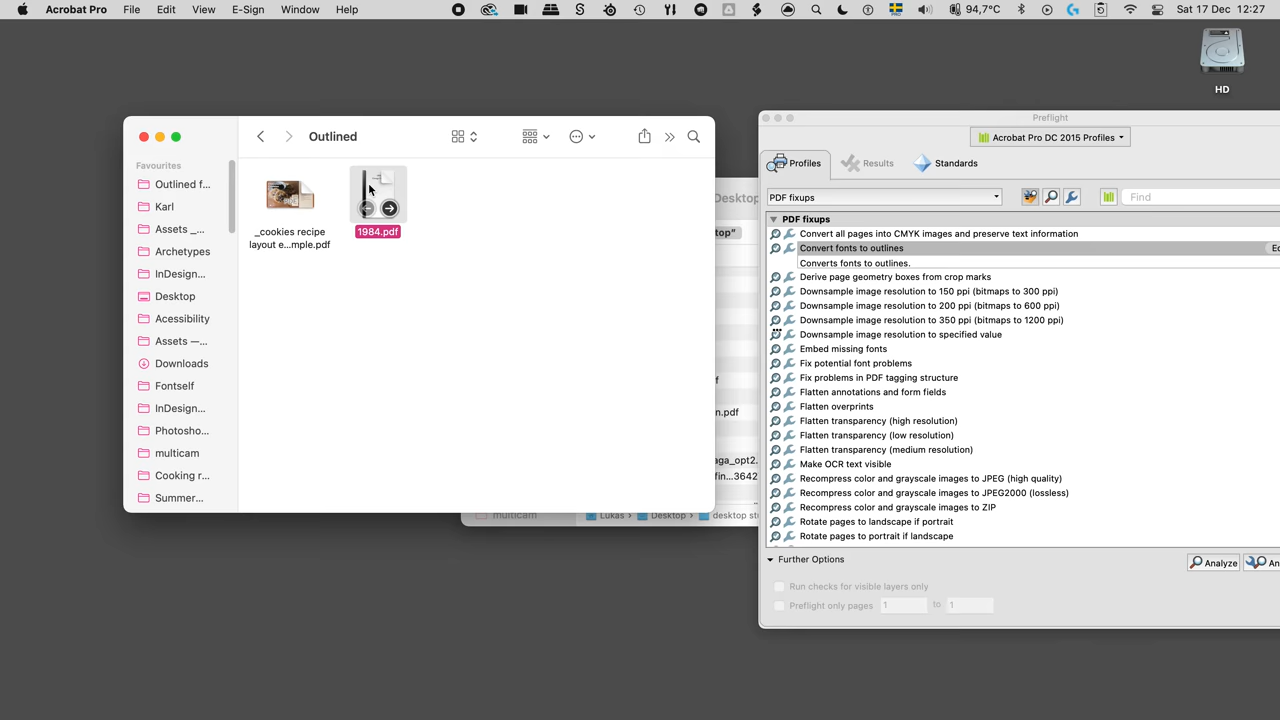 Acrobat Pro File Edit View E-Sign Window Help 94,7°C Sat 17 Dec 12:27
HD
Outlined
Favourites
Outlined f...
Karl
Assets _...
Archetypes
InDesign...
Desktop
Acessibility
Assets —...
Downloads
Fontself
InDesign...
Photosho...
multicam
Cooking r...
Summer...
_cookies recipe
layout e...mple.pdf
1984.pdf
Desktop
top"
f
n.pdf
aga_opt2.
fin...3642
multicam
Lukas › Desktop › desktop st
Preflight
Acrobat Pro DC 2015 Profiles
Profiles Results Standards
PDF fixups
Find
PDF fixups
Convert all pages into CMYK images and preserve text information
Convert fonts to outlines
Converts fonts to outlines.
Derive page geometry boxes from crop marks
Downsample image resolution to 150 ppi (bitmaps to 300 ppi)
Downsample image resolution to 200 ppi (bitmaps to 600 ppi)
Downsample image resolution to 350 ppi (bitmaps to 1200 ppi)
Downsample image resolution to specified value
Embed missing fonts
Fix potential font problems
Fix problems in PDF tagging structure
Flatten annotations and form fields
Flatten overprints
Flatten transparency (high resolution)
Flatten transparency (low resolution)
Flatten transparency (medium resolution)
Make OCR text visible
Recompress color and grayscale images to JPEG (high quality)
Recompress color and grayscale images to JPEG2000 (lossless)
Recompress color and grayscale images to ZIP
Rotate pages to landscape if portrait
Rotate pages to portrait if landscape
Further Options
Analyze An
Run checks for visible layers only
Preflight only pages 1 to 1